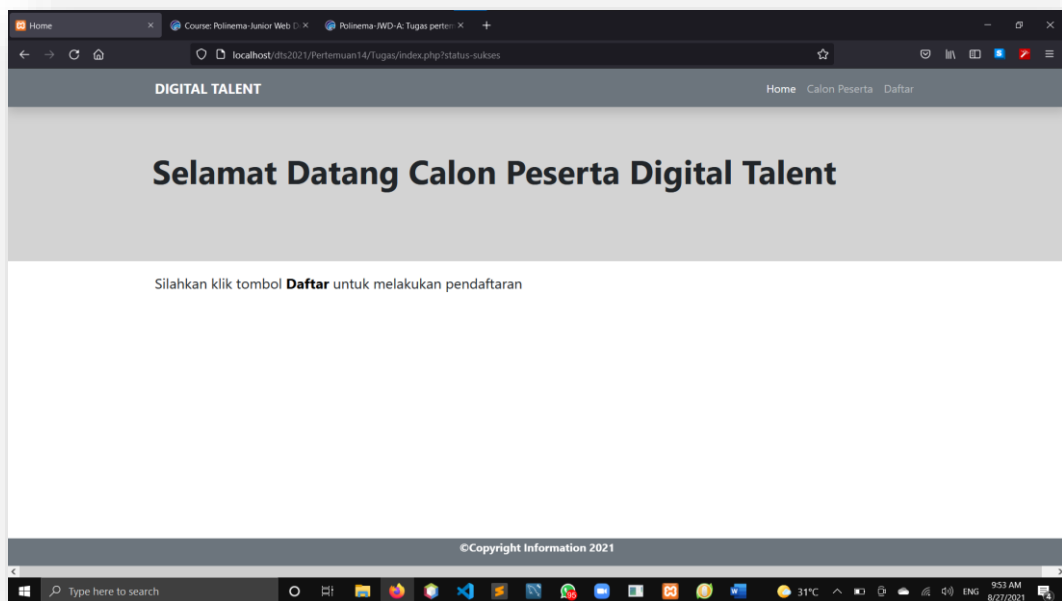 Home
Course: Polinema-Junior Web D
Polinema-JWD-A: Tugas pertem
localhost/dts2021/Pertemuan14/Tugas/index.php?status-sukses
DIGITAL TALENT
Home Calon Peserta Daftar
Selamat Datang Calon Peserta Digital Talent
Silahkan klik tombol Daftar untuk melakukan pendaftaran
©Copyright Information 2021
Type here to search
31°C
ENG
9:53 AM
8/27/2021